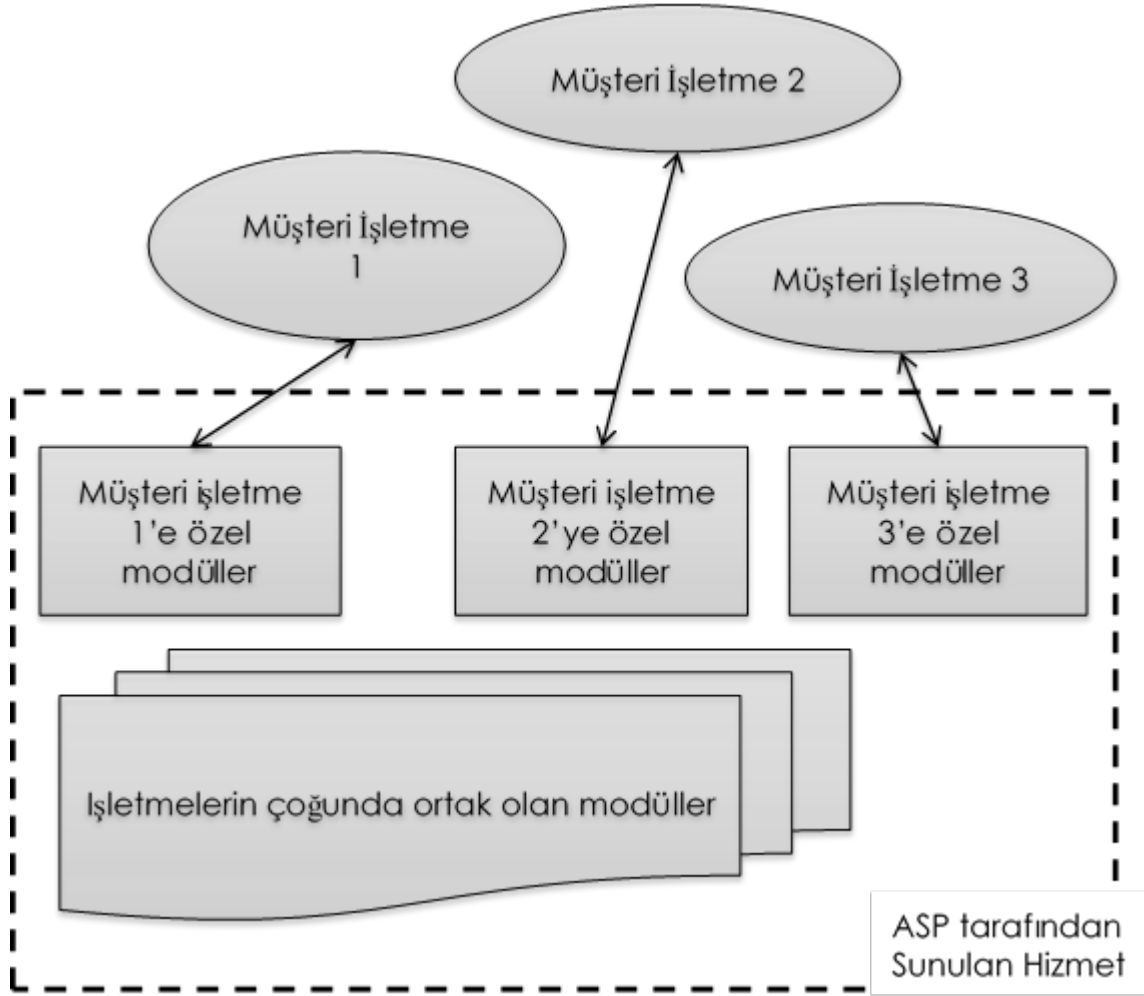 Müşteri İşletme 2
Müşteri İşletme
1
Müşteri İşletme 3
Müşteri işletme
1'e özel
modüller
Müşteri işletme
2'ye özel
modüller
Müşteri işletme
3'e özel
modüller
Işletmelerin çoğunda ortak olan modüller
ASP tarafından
Sunulan Hizmet